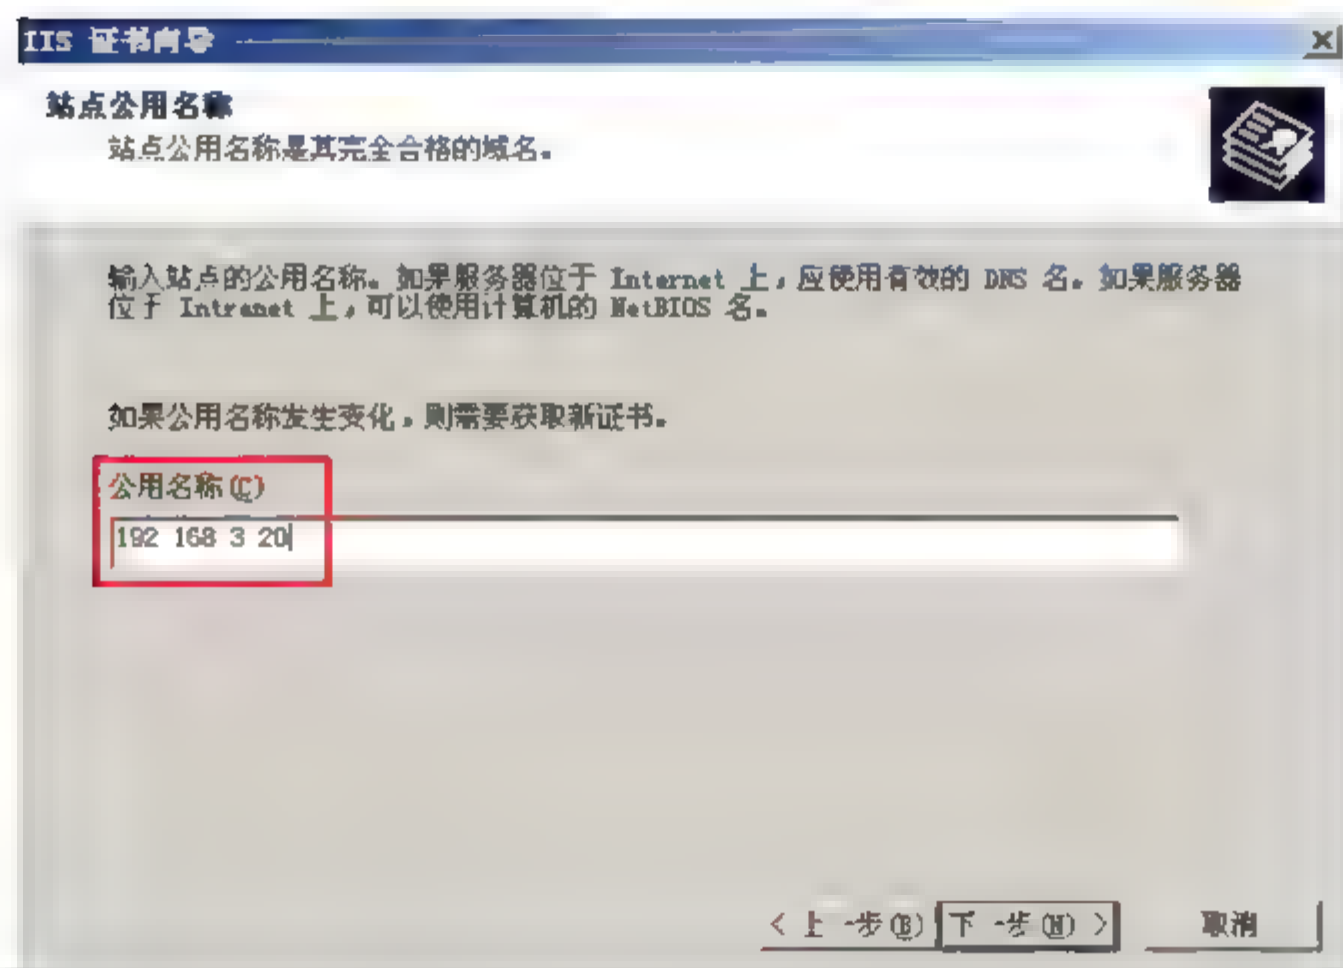 IIS 证书向导
站点公用名称
站点公用名称是其完全合格的域名。
输入站点的公用名称。如果服务器位于 Internet 上，应使用有效的 DNS 名。如果服务器
位于 Intranet 上，可以使用计算机的 NetBIOS 名。
如果公用名称发生变化，则需要获取新证书。
公用名称(C)
192 168 3 20
< 上一步(B) 下一步(N) > 取消